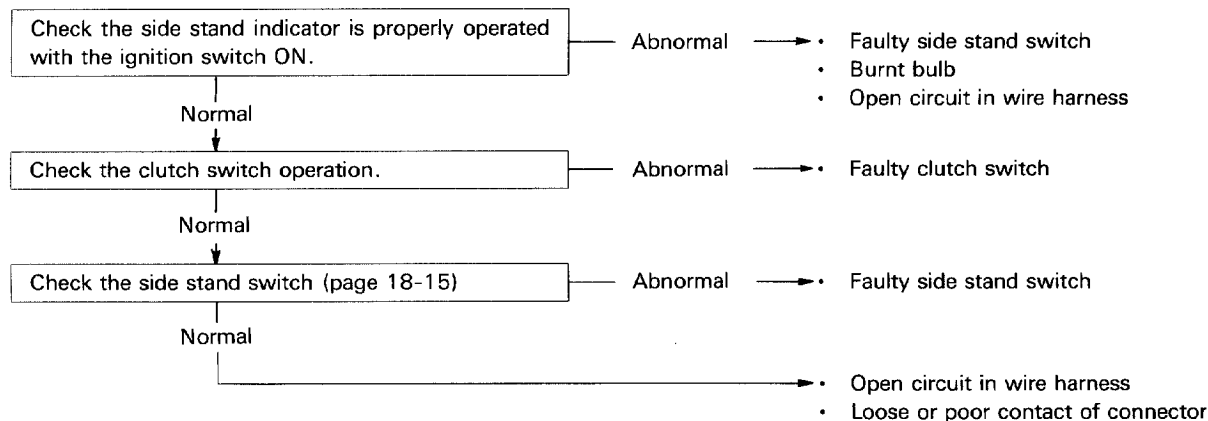 Check the side stand indicator is properly operated
with the ignition switch ON.
Abnormal
• Faulty side stand switch
• Burnt bulb
• Open circuit in wire harness
Normal
Check the clutch switch operation.
Abnormal
• Faulty clutch switch
Normal
Check the side stand switch (page 18-15)
Abnormal
• Faulty side stand switch
Normal
• Open circuit in wire harness
• Loose or poor contact of connector